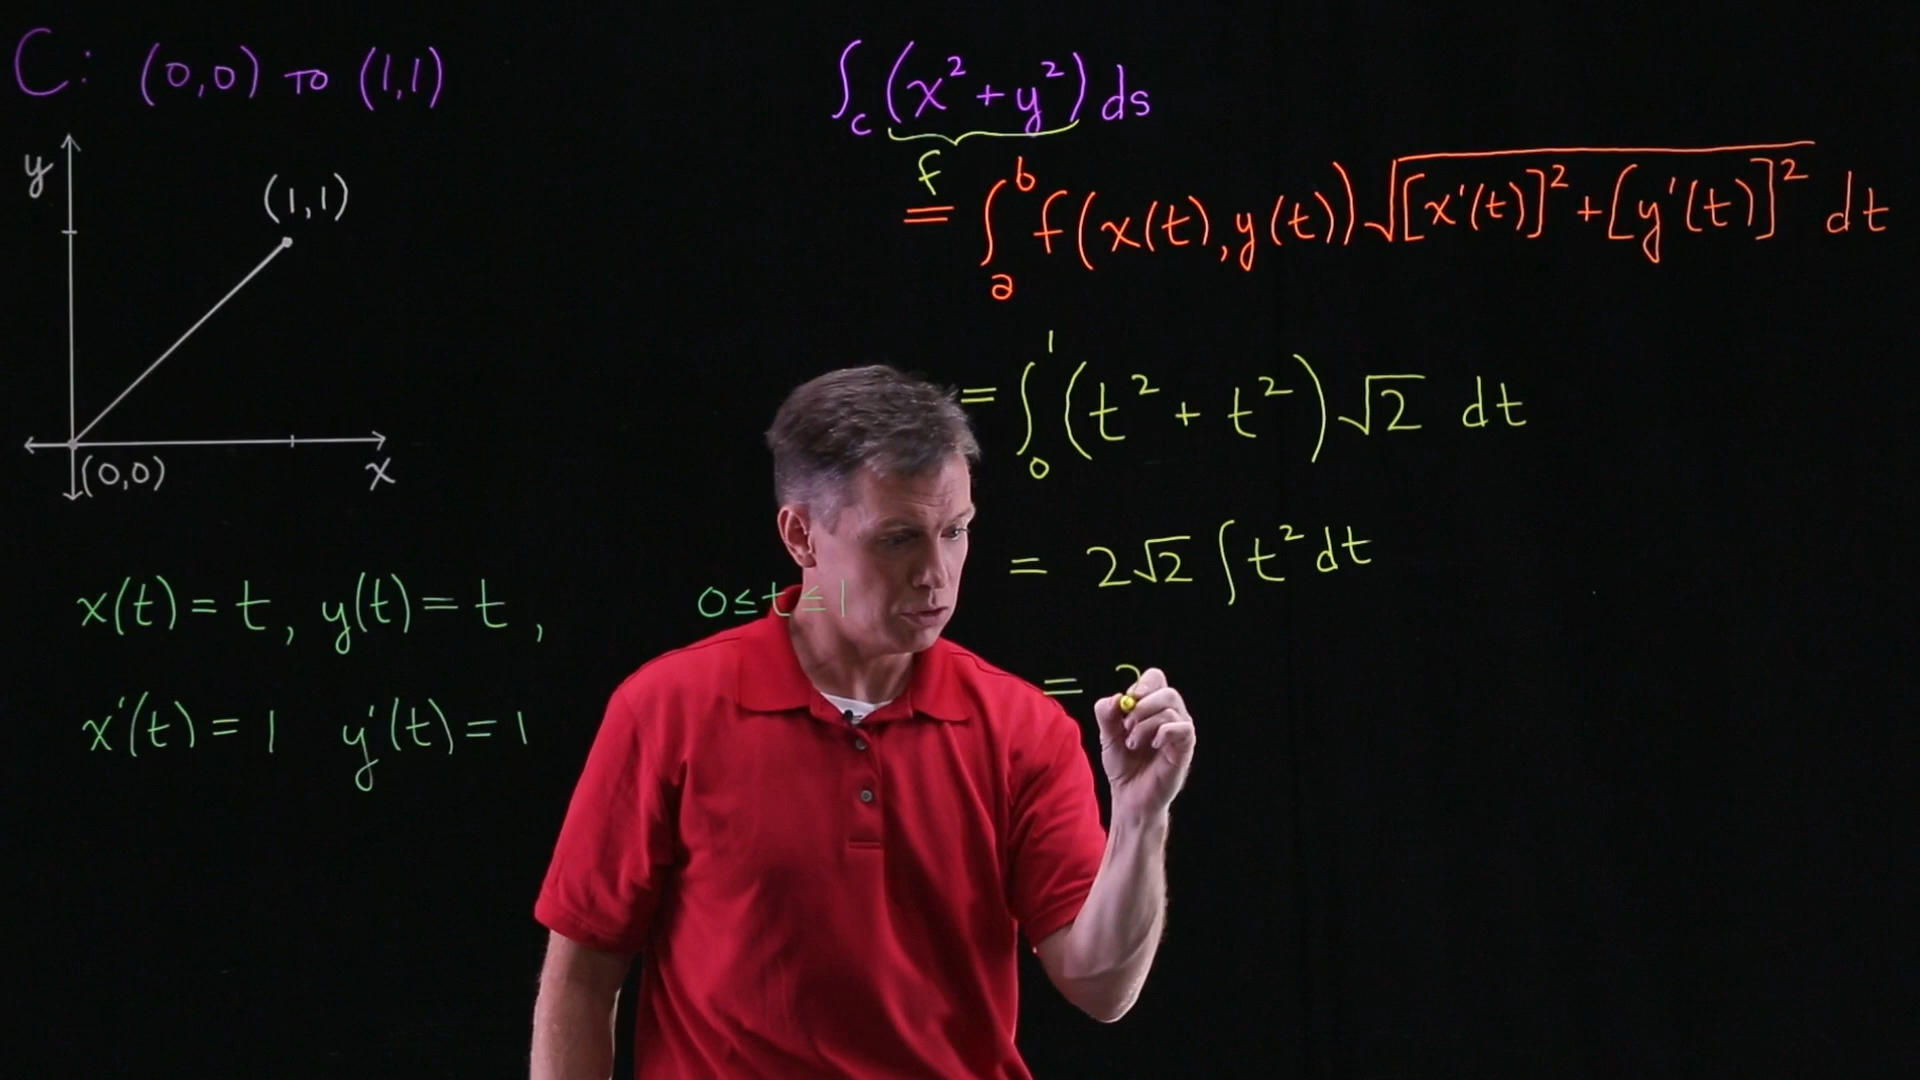 C: (0,0) TO (1,1)
y
(1,1)
(0,0)
x
x(t) = t, y(t) = t, 0≤t≤1
x'(t) = 1 y'(t) = 1
∫_c (x² + y²) ds
f
= ∫_a^b f(x(t), y(t)) √([x'(t)]² + [y'(t)]²) dt
= ∫_0^1 (t² + t²) √2 dt
= 2√2 ∫ t² dt
=